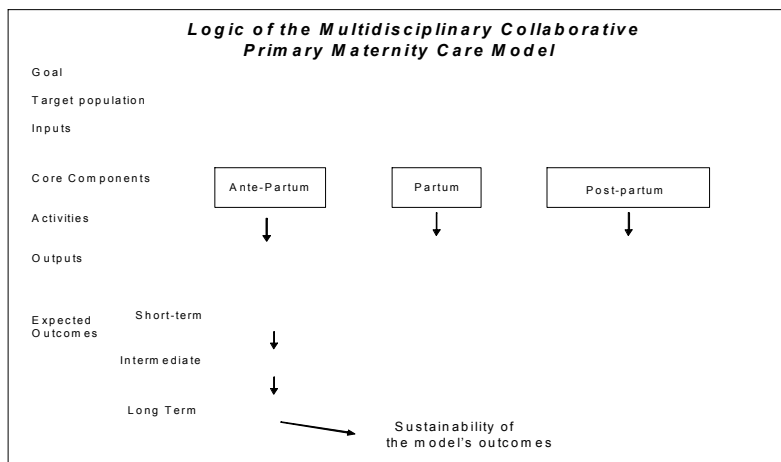 Logic of the Multidisciplinary Collaborative
Primary Maternity Care Model
Goal
Target population
Inputs
Core Components
Ante-Partum
Partum
Post-partum
Activities
Outputs
Expected
Outcomes
Short-term
Intermediate
Long Term
Sustainability of
the model's outcomes